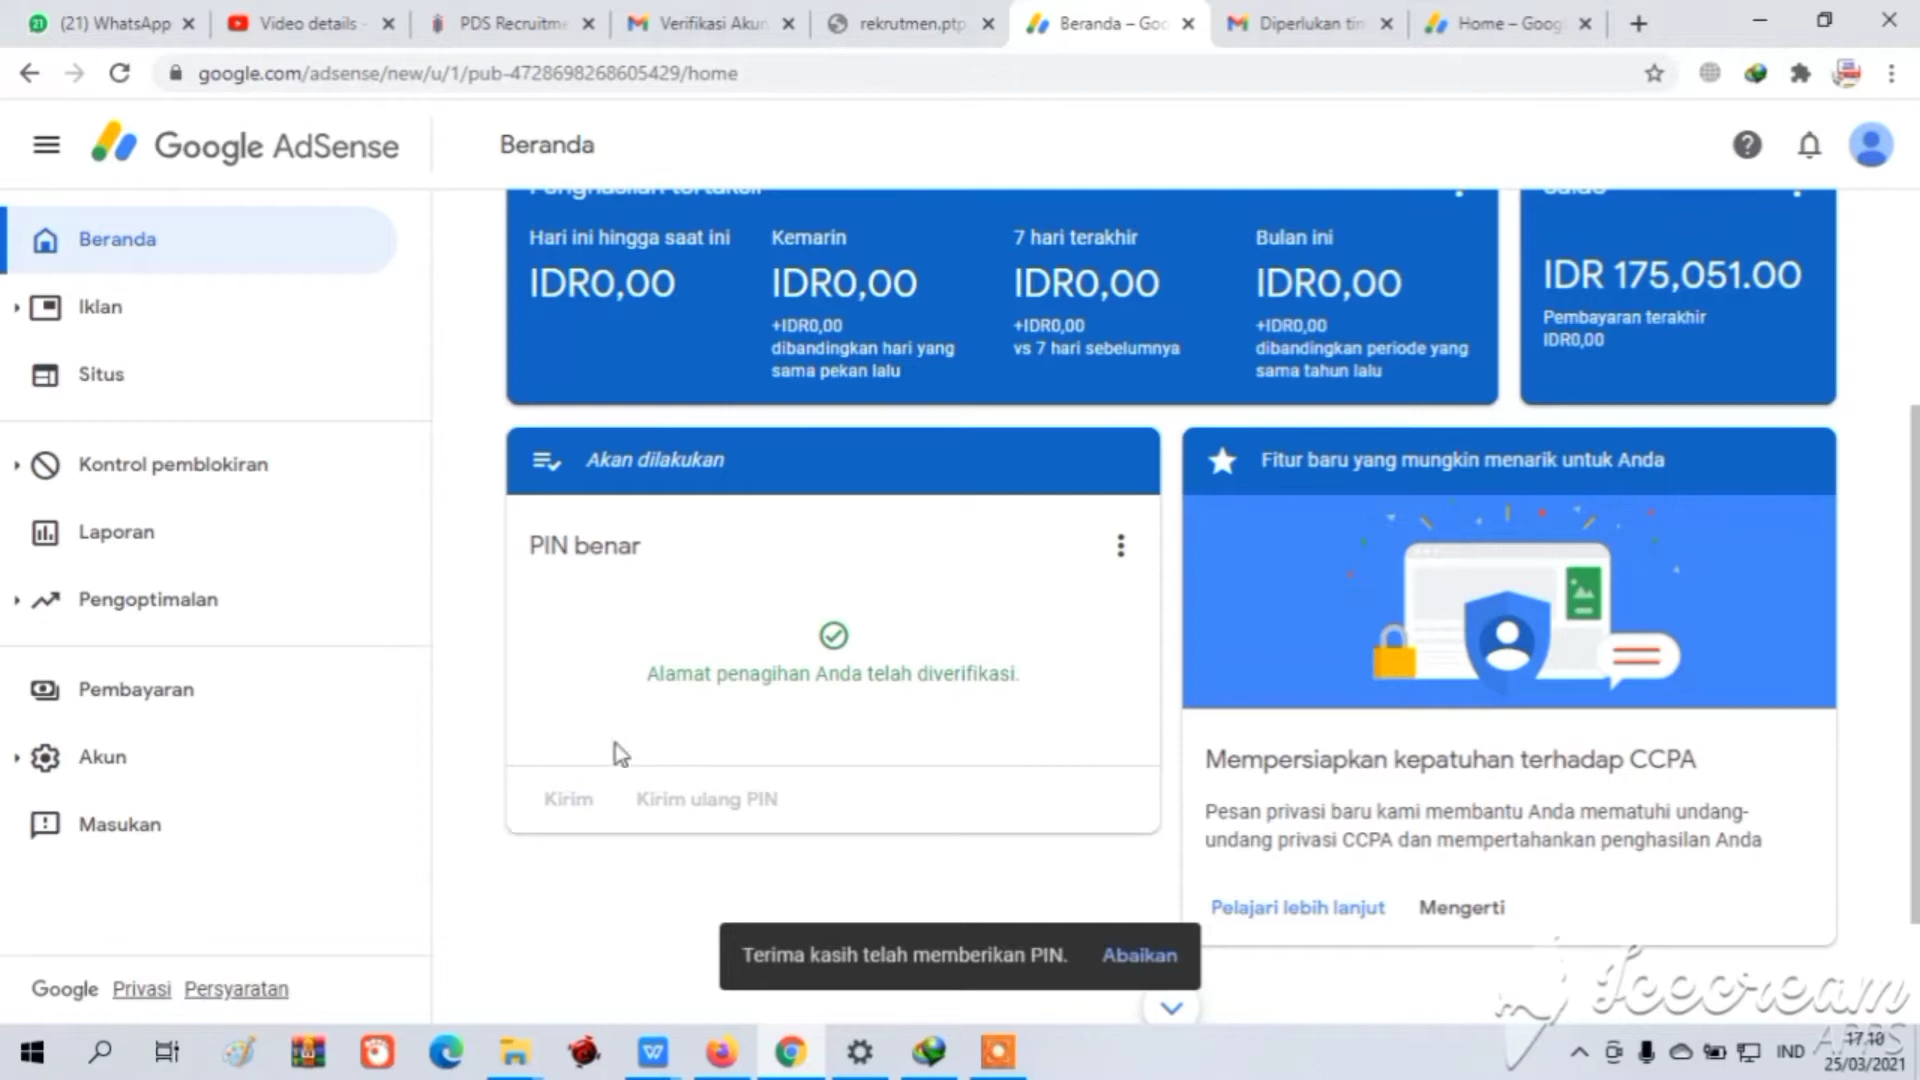 (21) WhatsApp
Video details -
PDS Recruitme
Verifikasi Akun
rekrutmen.ptp
Beranda – Goo
Diperlukan tin
Home – Googl
google.com/adsense/new/u/1/pub-4728698268605429/home
Google AdSense
Beranda
Beranda
Iklan
Situs
Kontrol pemblokiran
Laporan
Pengoptimalan
Pembayaran
Akun
Masukan
Google Privasi Persyaratan
Penghasilan tertaksir
Hari ini hingga saat ini
IDR0,00
Kemarin
IDR0,00
+IDR0,00
dibandingkan hari yang
sama pekan lalu
7 hari terakhir
IDR0,00
+IDR0,00
vs 7 hari sebelumnya
Bulan ini
IDR0,00
+IDR0,00
dibandingkan periode yang
sama tahun lalu
Saldo
IDR 175,051.00
Pembayaran terakhir
IDR0,00
Akan dilakukan
PIN benar
Alamat penagihan Anda telah diverifikasi.
Kirim Kirim ulang PIN
Fitur baru yang mungkin menarik untuk Anda
Mempersiapkan kepatuhan terhadap CCPA
Pesan privasi baru kami membantu Anda mematuhi undang-
undang privasi CCPA dan mempertahankan penghasilan Anda
Pelajari lebih lanjut Mengerti
Terima kasih telah memberikan PIN. Abaikan
Icecream
APPS
IND
17.10
25/03/2021